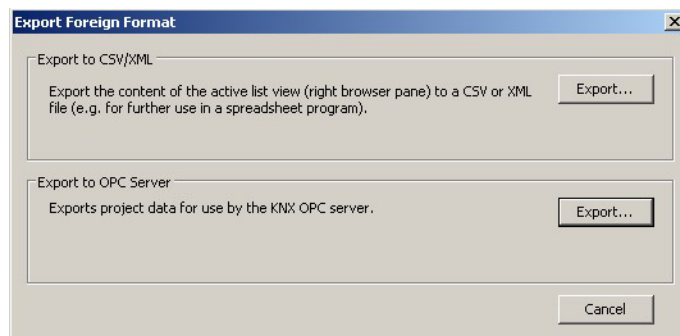 Export Foreign Format
Export to CSV/XML
Export the content of the active list view (right browser pane) to a CSV or XML
file (e.g. for further use in a spreadsheet program).
Export...
Export to OPC Server
Exports project data for use by the KNX OPC server.
Export...
Cancel